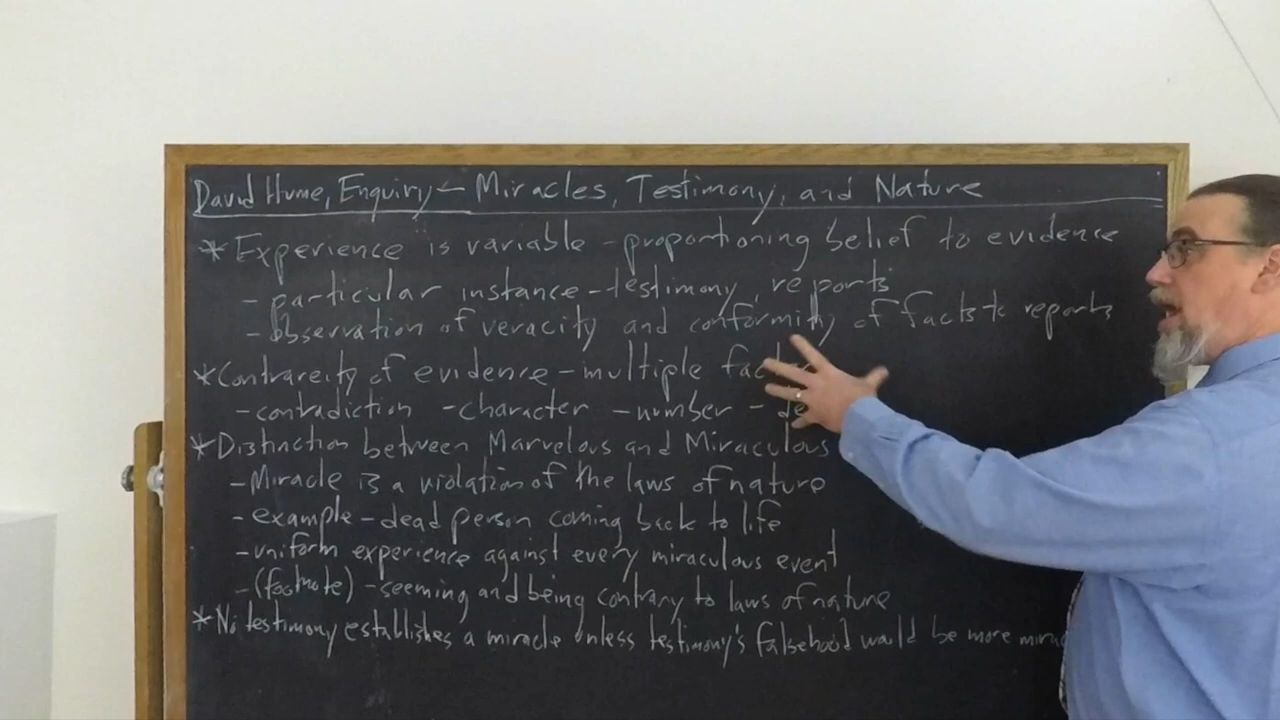 David Hume, Enquiry — Miracles, Testimony, and Nature
* Experience is variable - proportioning belief to evidence
- particular instance - testimony, reports
- observation of veracity and conformity of facts to reports
* Contrareity of evidence - multiple
- contradiction - character - number -
* Distinction between Marvelous and Miraculous
- Miracle is a violation of the laws of nature
- example - dead person coming back to life
- uniform experience against every miraculous event
- (footnote) - seeming and being contrary to laws of nature
* No testimony establishes a miracle unless testimony's falsehood would be more